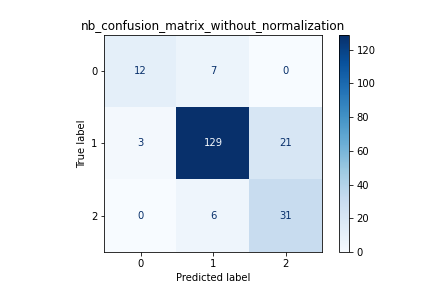 nb_confusion_matrix_without_normalization
0 12 7 0
1 3 129 21
2 0 6 31
0 1 2
True label
Predicted label
120
100
80
60
40
20
0